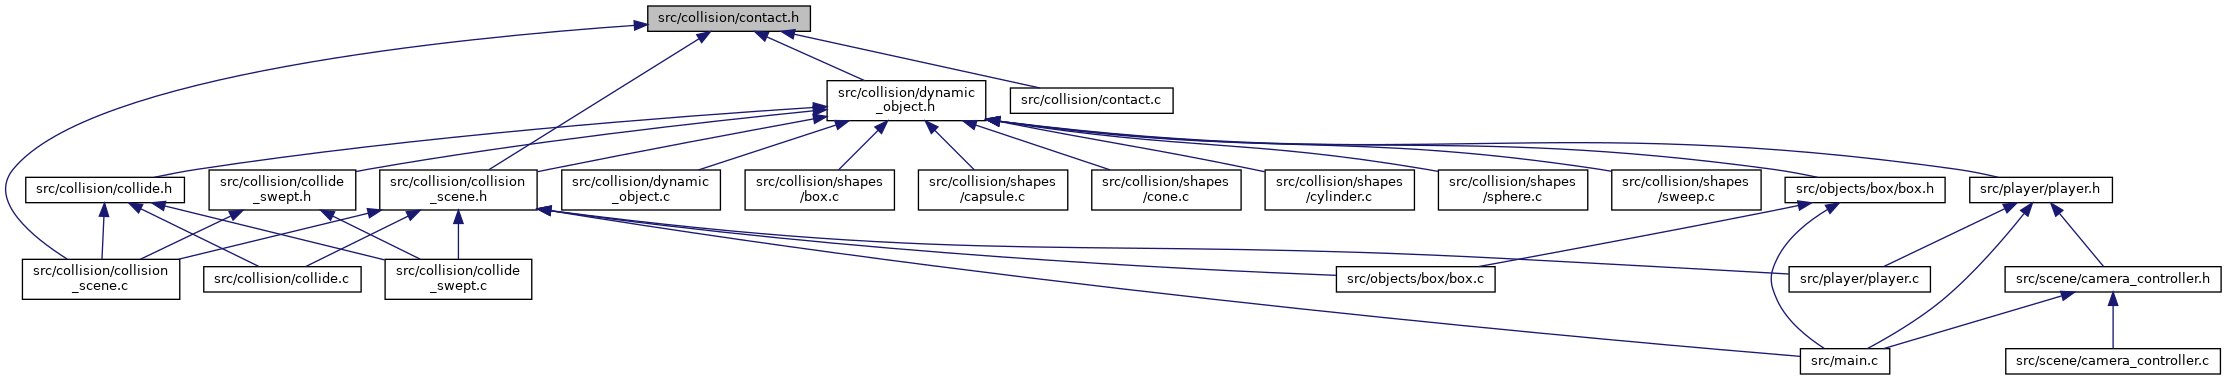 src/collision/contact.h
src/collision/dynamic
_object.h
src/collision/contact.c
src/collision/collide.h
src/collision/collide
_swept.h
src/collision/collision
_scene.h
src/collision/dynamic
_object.c
src/collision/shapes
/box.c
src/collision/shapes
/capsule.c
src/collision/shapes
/cone.c
src/collision/shapes
/cylinder.c
src/collision/shapes
/sphere.c
src/collision/shapes
/sweep.c
src/objects/box/box.h
src/player/player.h
src/collision/collision
_scene.c
src/collision/collide.c
src/collision/collide
_swept.c
src/objects/box/box.c
src/player/player.c
src/scene/camera_controller.h
src/main.c
src/scene/camera_controller.c